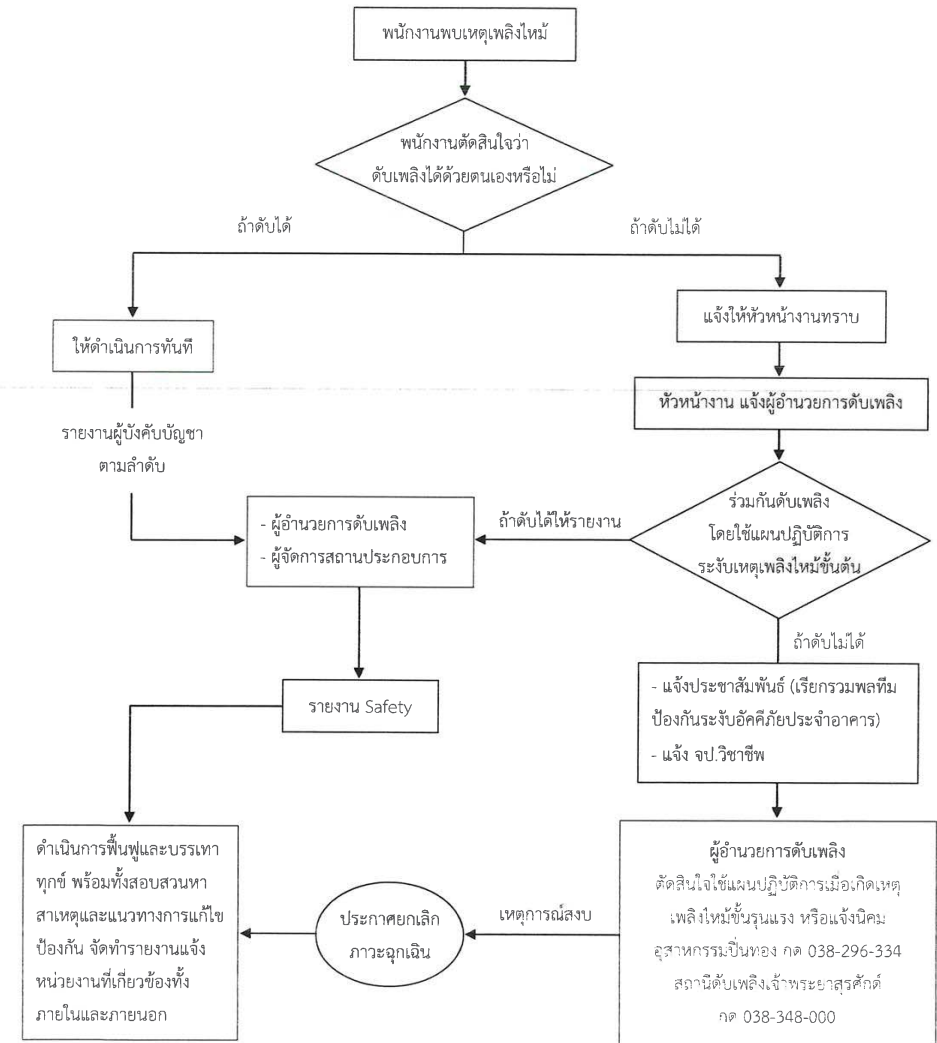 พนักงานพบเหตุเพลิงไหม้
พนักงานตัดสินใจว่า
ดับเพลิงได้ด้วยตนเองหรือไม่
ถ้าดับได้
ถ้าดับไม่ได้
ให้ดำเนินการทันที
แจ้งให้หัวหน้างานทราบ
หัวหน้างาน แจ้งผู้อำนวยการดับเพลิง
รายงานผู้บังคับบัญชา
ตามลำดับ
ร่วมกันดับเพลิง
โดยใช้แผนปฏิบัติการ
ระงับเหตุเพลิงไหม้ขั้นต้น
ถ้าดับได้ให้รายงาน
- ผู้อำนวยการดับเพลิง
- ผู้จัดการสถานประกอบการ
ถ้าดับไม่ได้
รายงาน Safety
- แจ้งประชาสัมพันธ์ (เรียกรวมพลทีม
ป้องกันระงับอัคคีภัยประจำอาคาร)
- แจ้ง จป.วิชาชีพ
ผู้อำนวยการดับเพลิง
ตัดสินใจใช้แผนปฏิบัติการเมื่อเกิดเหตุ
เพลิงไหม้ขั้นรุนแรง หรือแจ้งนิคม
อุสาหกรรมปิ่นทอง กด 038-296-334
สถานีดับเพลิงเจ้าพระยาสุรศักดิ์
กด 038-348-000
เหตุการณ์สงบ
ประกาศยกเลิก
ภาวะฉุกเฉิน
ดำเนินการฟื้นฟูและบรรเทา
ทุกข์ พร้อมทั้งสอบสวนหา
สาเหตุและแนวทางการแก้ไข
ป้องกัน จัดทำรายงานแจ้ง
หน่วยงานที่เกี่ยวข้องทั้ง
ภายในและภายนอก